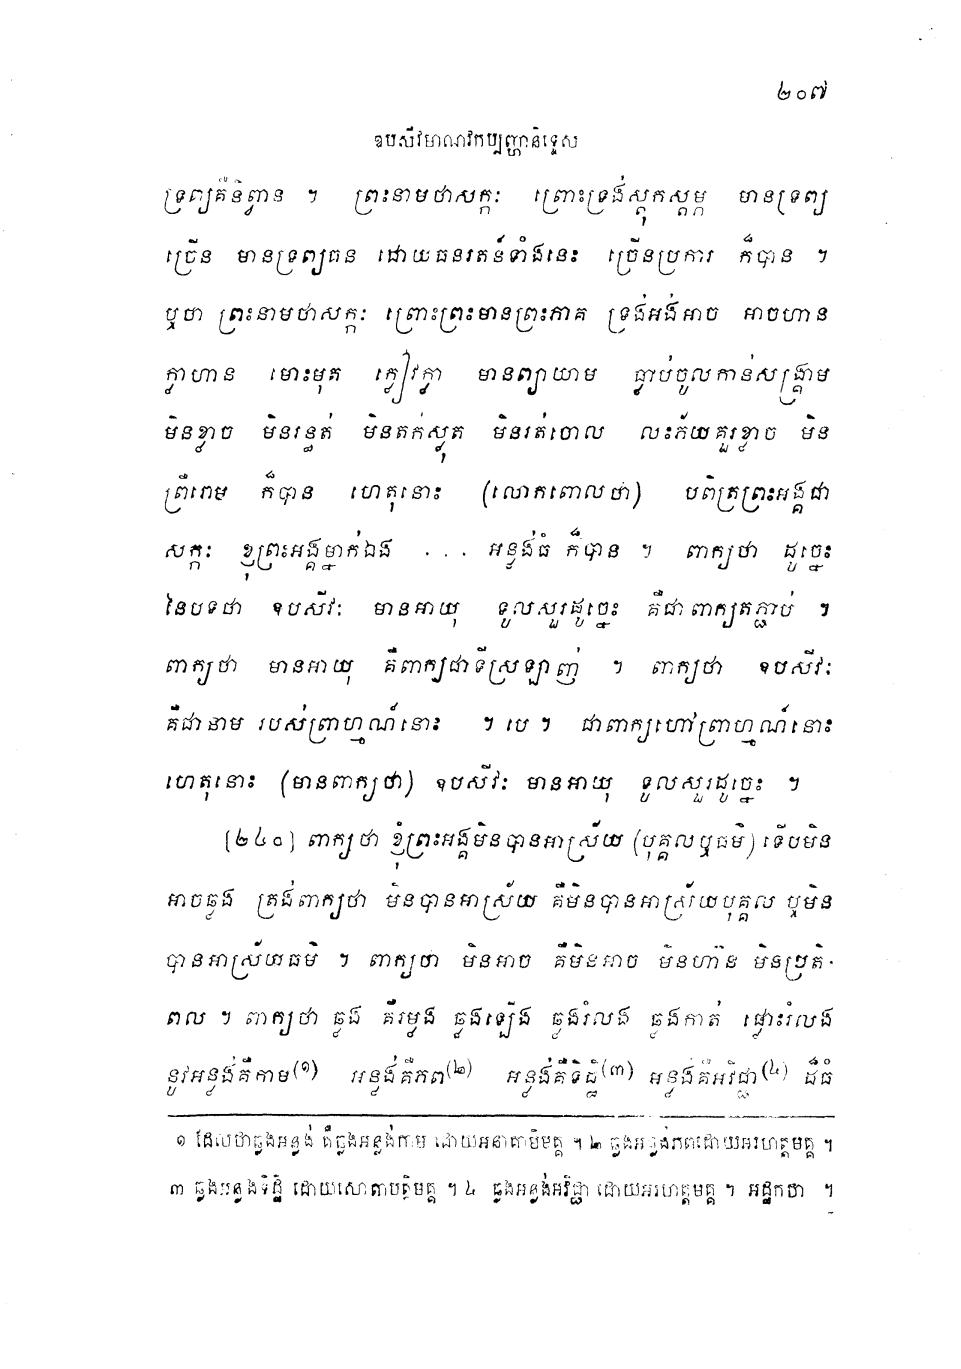 ២០៧
ឧបសីវមាណវកប្បញ្ហានិទ្ទេស
ទ្រព្យគឺនិព្វាន ។ ព្រះនាមថាសក្កៈ ព្រោះទ្រង់ស្តុកស្តម្ភ មានទ្រព្យ
ច្រើន មានទ្រព្យធន ដោយធនរតន៍ទាំងនេះ ច្រើនប្រការ ក៏បាន ។
ឬថា ព្រះនាមថាសក្កៈ ព្រោះព្រះមានព្រះភាគ ទ្រង់អង់អាច អាចហាន
ក្លាហាន មោះមុត ក្លៀវក្លា មានព្យាយាម ធ្លាប់ចូលកាន់សង្គ្រាម
មិនខ្លាច មិនរន្ធត់ មិនតក់ស្លុត មិនរត់ចោល លះភ័យគួរខ្លាច មិន
ព្រឺរោម ក៏បាន ហេតុនោះ (លោកពោលថា) បពិត្រព្រះអង្គជា
សក្កៈ ខ្ញុំព្រះអង្គម្នាក់ឯង . . . អន្លង់ធំ ក៏បាន ។ ពាក្យថា ដូច្នេះ
នៃបទថា ឧបសីវៈ មានអាយុ ទូលសួរដូច្នេះ គឺជាពាក្យតភ្ជាប់ ។
ពាក្យថា មានអាយុ គឺពាក្យជាទីស្រឡាញ់ ។ ពាក្យថា ឧបសីវៈ
គឺជានាម របស់ព្រាហ្មណ៍នោះ ។ បេ ។ ជាពាក្យហៅព្រាហ្មណ៍នោះ
ហេតុនោះ (មានពាក្យថា) ឧបសីវៈ មានអាយុ ទូលសួរដូច្នេះ ។
[២៤០] ពាក្យថា ខ្ញុំព្រះអង្គមិនបានអាស្រ័យ (បុគ្គលឬធម៌) ទើបមិន
អាចឆ្លង ត្រង់ពាក្យថា មិនបានអាស្រ័យ គឺមិនបានអាស្រ័យបុគ្គល ឬមិន
បានអាស្រ័យធម៌ ។ ពាក្យថា មិនអាច គឺមិនអាច មិនហ៊ាន មិនប្រតិ-
ពល ។ ពាក្យថា ឆ្លង គឺរម្លង ឆ្លងឡើង ឆ្លងរំលង ឆ្លងកាត់ ផ្លោះរំលង
នូវអន្លង់គឺកាម(១) អន្លង់គឺភព(២) អន្លង់គឺទិដ្ឋិ(៣) អន្លង់គឺអវិជ្ជា(៤) ដ៏ធំ
១ ដែលថាឆ្លងអន្លង់ គឺឆ្លងអន្លង់កាម ដោយអនាគាមិមគ្គ ។ ២ ឆ្លងអន្លង់ភពដោយអរហត្តមគ្គ ។
៣ ឆ្លងអន្លង់ទិដ្ឋិ ដោយសោតាបត្តិមគ្គ ។ ៤ ឆ្លងអន្លង់អវិជ្ជា ដោយអរហត្តមគ្គ ។ អដ្ឋកថា ។